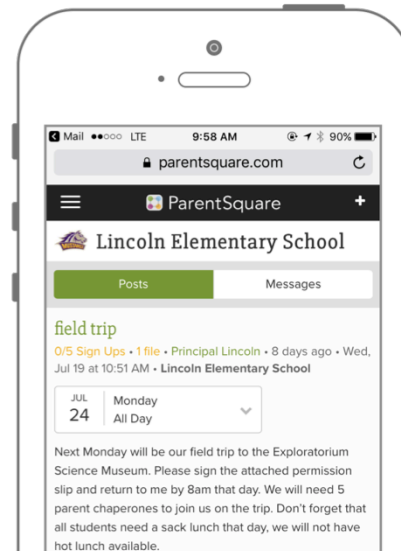 Mail LTE 9:58 AM 90%
parentsquare.com
ParentSquare +
Lincoln Elementary School
Posts Messages
field trip
0/5 Sign Ups • 1 file • Principal Lincoln • 8 days ago • Wed,
Jul 19 at 10:51 AM • Lincoln Elementary School
JUL Monday
24 All Day
Next Monday will be our field trip to the Exploratorium
Science Museum. Please sign the attached permission
slip and return to me by 8am that day. We will need 5
parent chaperones to join us on the trip. Don't forget that
all students need a sack lunch that day, we will not have
hot lunch available.